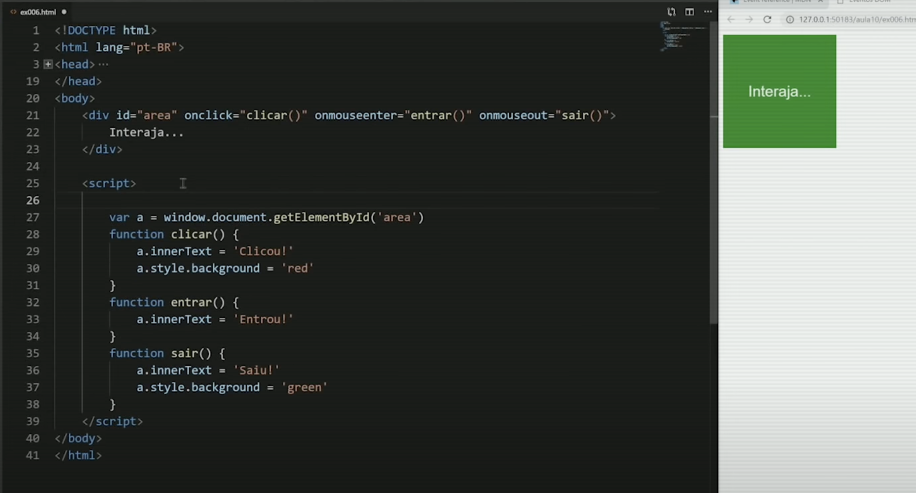 ex006.html
1 <!DOCTYPE html>
2 <html lang="pt-BR">
3 <head> ...
19 </head>
20 <body>
21 <div id="area" onclick="clicar()" onmouseenter="entrar()" onmouseout="sair()">
22 Interaja...
23 </div>
24
25 <script>
26
27 var a = window.document.getElementById('area')
28 function clicar() {
29 a.innerText = 'Clicou!'
30 a.style.background = 'red'
31 }
32 function entrar() {
33 a.innerText = 'Entrou!'
34 }
35 function sair() {
36 a.innerText = 'Saiu!'
37 a.style.background = 'green'
38 }
39 </script>
40 </body>
41 </html>
127.0.0.1:50183/aula10/ex006.htm
Interaja...